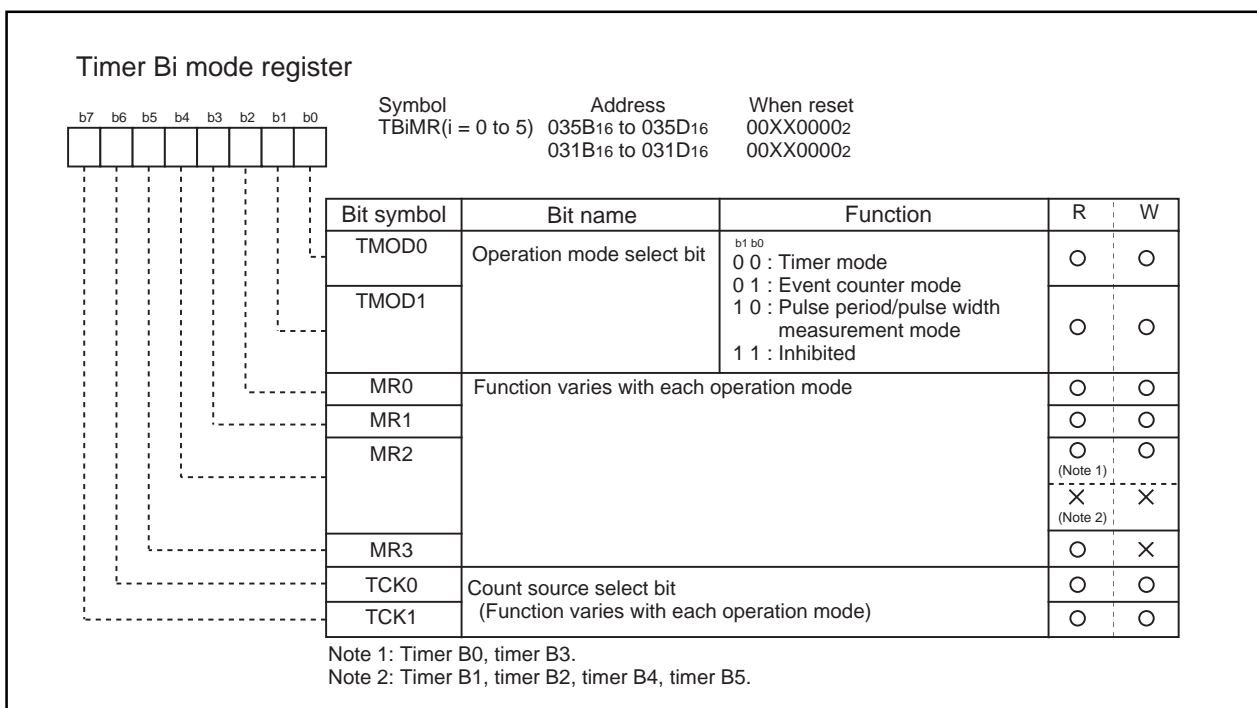 Timer Bi mode register
Symbol Address When reset
TBiMR(i = 0 to 5) 035B16 to 035D16 00XX00002
031B16 to 031D16 00XX00002
b7 b6 b5 b4 b3 b2 b1 b0
Bit symbol Bit name Function R W
TMOD0 Operation mode select bit b1 b0
0 0 : Timer mode
0 1 : Event counter mode
TMOD1 1 0 : Pulse period/pulse width
measurement mode
1 1 : Inhibited
MR0 Function varies with each operation mode
MR1
MR2
(Note 1)
(Note 2)
MR3
TCK0 Count source select bit
TCK1 (Function varies with each operation mode)
Note 1: Timer B0, timer B3.
Note 2: Timer B1, timer B2, timer B4, timer B5.